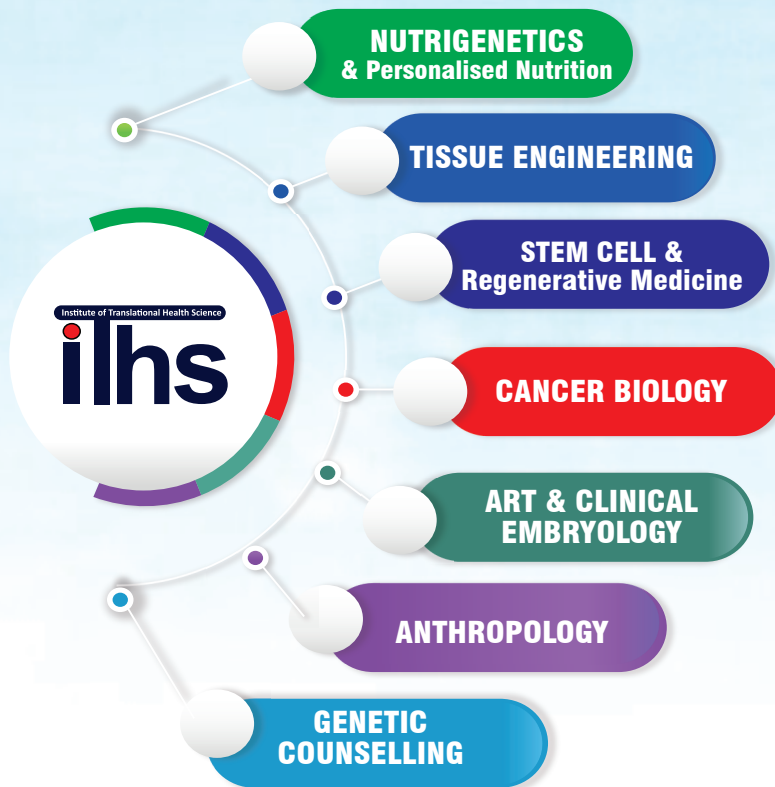 NUTRIGENETICS
& Personalised Nutrition
TISSUE ENGINEERING
STEM CELL &
Regenerative Medicine
Institute of Translational Health Science
iThs
CANCER BIOLOGY
ART & CLINICAL
EMBRYOLOGY
ANTHROPOLOGY
GENETIC
COUNSELLING